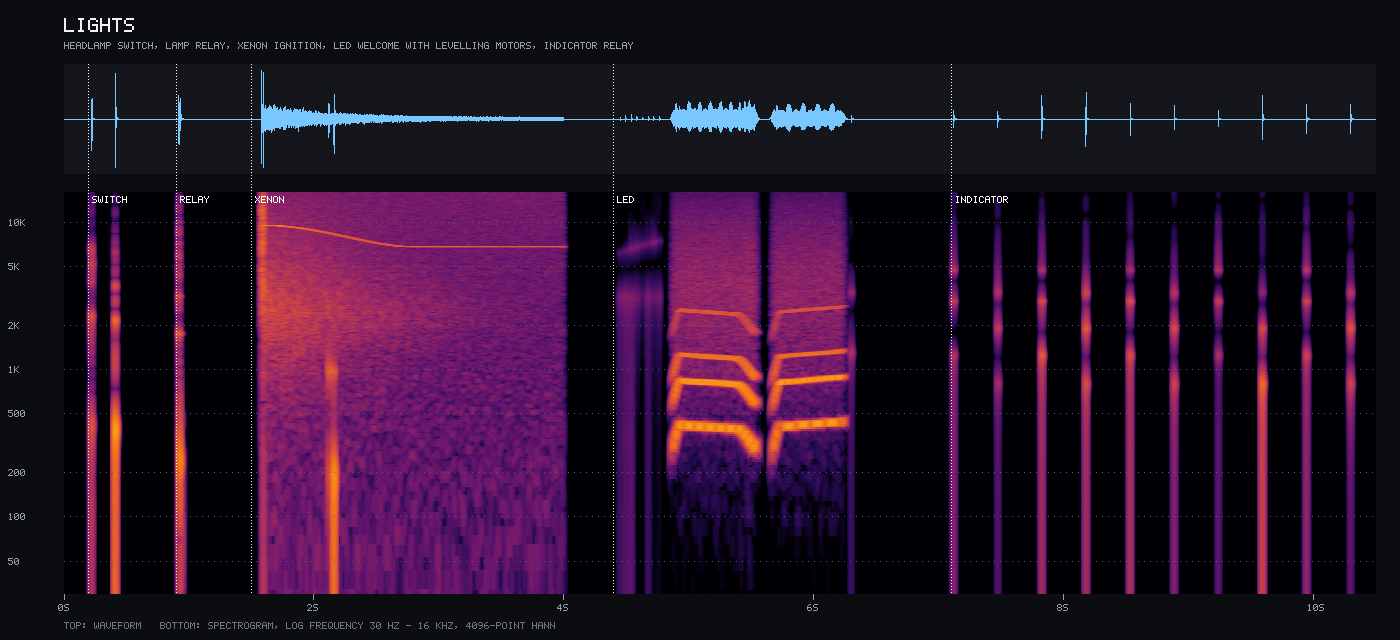 LIGHTS
HEADLAMP SWITCH, LAMP RELAY, XENON IGNITION, LED WELCOME WITH LEVELLING MOTORS, INDICATOR RELAY
SWITCH RELAY XENON LED INDICATOR
10K
5K
2K
1K
500
200
100
50
0S 2S 4S 6S 8S 10S
TOP: WAVEFORM BOTTOM: SPECTROGRAM, LOG FREQUENCY 30 HZ - 16 KHZ, 4096-POINT HANN